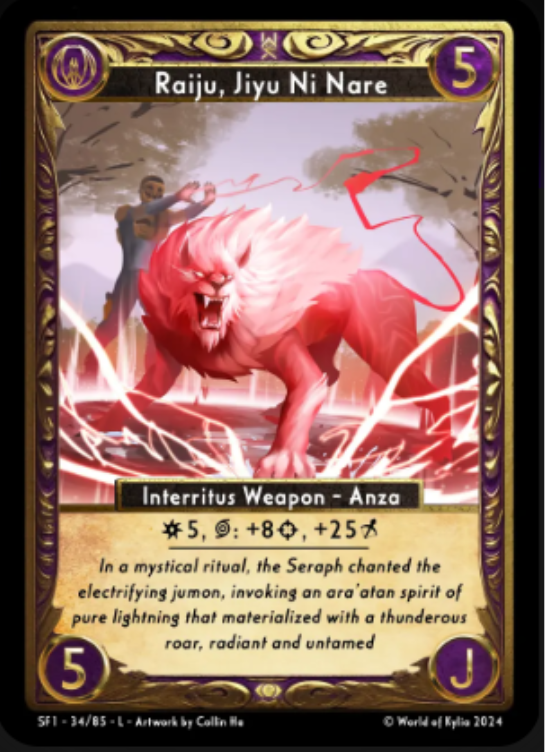 5
Raiju, Jiyu Ni Nare
Interritus Weapon - Anza
5, : +8, +25
In a mystical ritual, the Seraph chanted the
electrifying jumon, invoking an ara'atan spirit of
pure lightning that materialized with a thunderous
roar, radiant and untamed
5
J
SF1 - 34/85 - L - Artwork by Collin He
© World of Kylia 2024